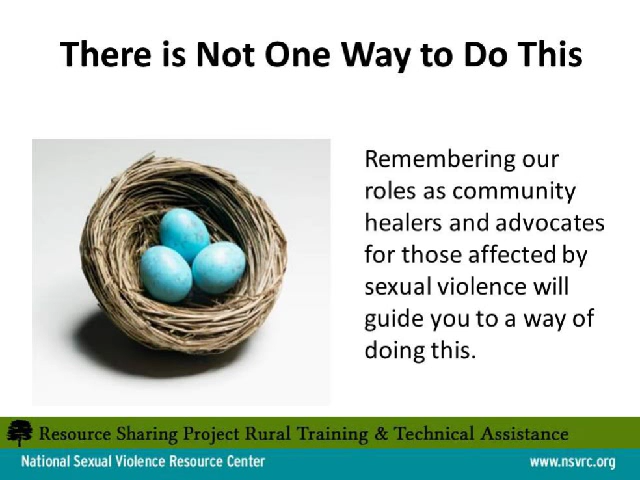 There is Not One Way to Do This
Remembering our
roles as community
healers and advocates
for those affected by
sexual violence will
guide you to a way of
doing this.
Resource Sharing Project Rural Training & Technical Assistance
National Sexual Violence Resource Center
www.nsvrc.org